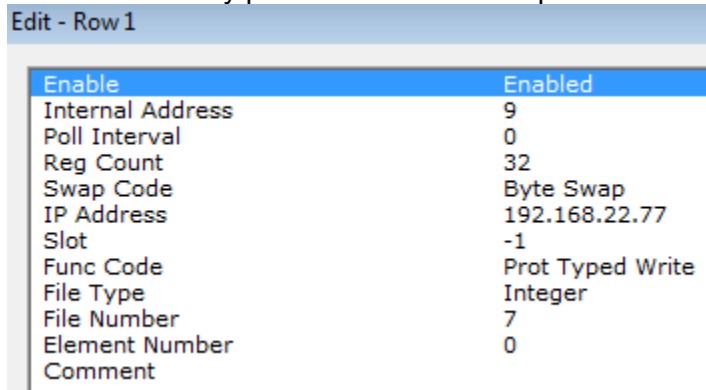 Edit - Row 1
Enable Enabled
Internal Address 9
Poll Interval 0
Reg Count 32
Swap Code Byte Swap
IP Address 192.168.22.77
Slot -1
Func Code Prot Typed Write
File Type Integer
File Number 7
Element Number 0
Comment